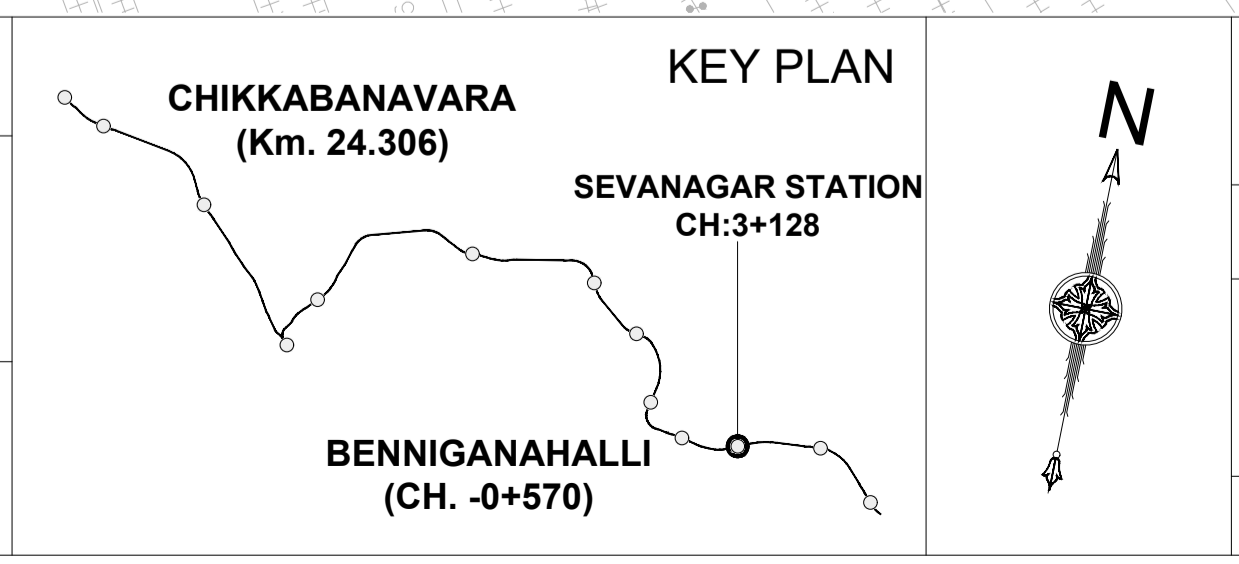 KEY PLAN
CHIKKABANAVARA
(Km. 24.306)
SEVANAGAR STATION
CH:3+128
BENNIGANAHALLI
(CH. -0+570)
N